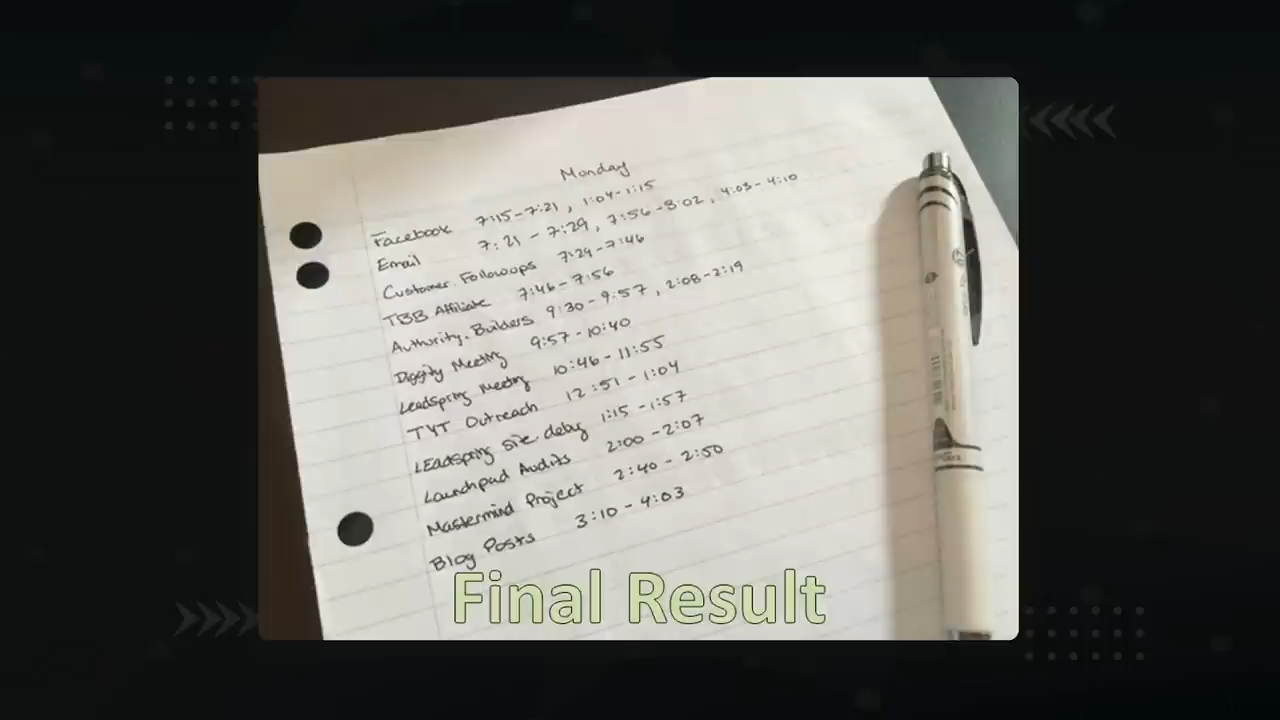 Monday
Facebook 7:15-7:21, 1:04-1:15
Email 7:21 - 7:29, 7:56-8:02, 4:03-4:10
Customer Followups 7:29-7:46
TBB Affiliate 7:46-7:56
Authority Builders 9:30-9:57, 2:08-2:19
Diggity Meeting 9:57-10:40
Leadspring Meeting 10:46-11:55
TYT Outreach 12:51-1:04
LEadspring site delay 1:15-1:57
Launchpad Audits 2:00-2:07
Mastermind Project 2:40-2:50
Blog Posts 3:10-4:03
Final Result